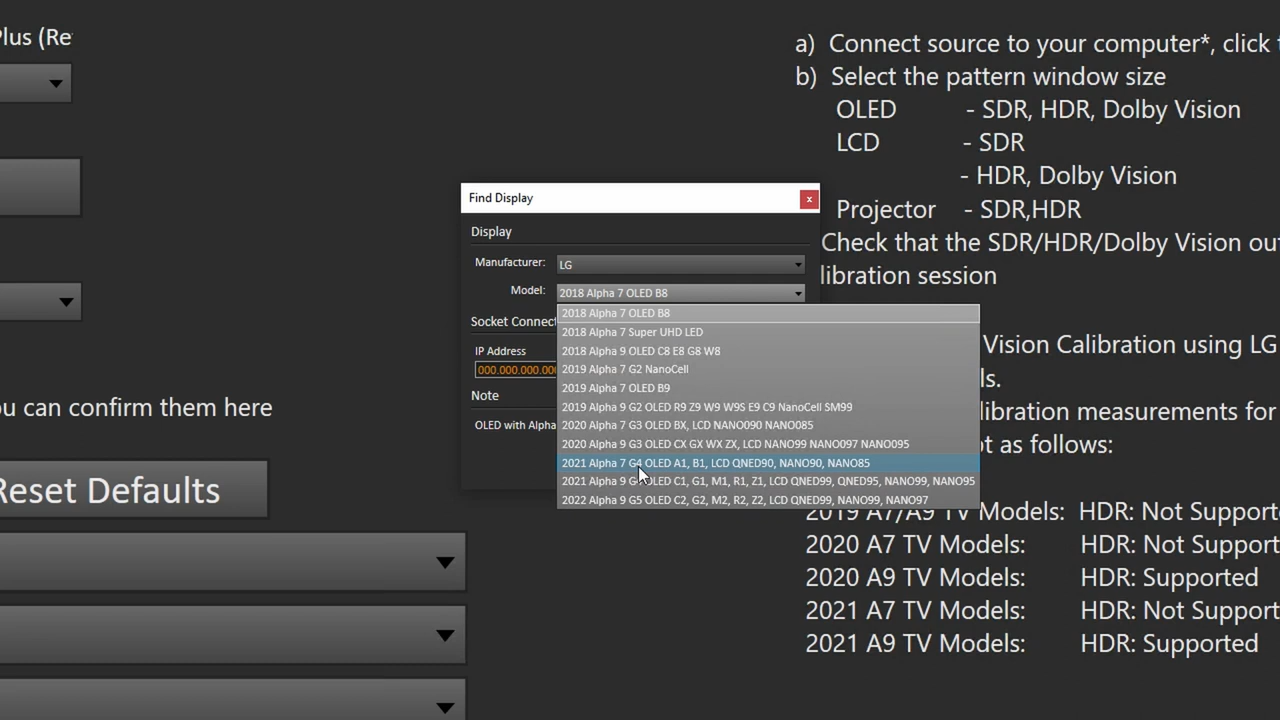 Plus (Re
ou can confirm them here
Reset Defaults
Find Display
x
Display
Manufacturer: LG
Model: 2018 Alpha 7 OLED B8
2018 Alpha 7 OLED B8
2018 Alpha 7 Super UHD LED
2018 Alpha 9 OLED C8 E8 G8 W8
2019 Alpha 7 G2 NanoCell
2019 Alpha 7 OLED B9
2019 Alpha 9 G2 OLED R9 Z9 W9 W9S E9 C9 NanoCell SM99
2020 Alpha 7 G3 OLED BX, LCD NANO090 NANO085
2020 Alpha 9 G3 OLED CX GX WX ZX, LCD NANO99 NANO097 NANO095
2021 Alpha 7 G4 OLED A1, B1, LCD QNED90, NANO90, NANO85
2021 Alpha 9 G4 OLED C1, G1, M1, R1, Z1, LCD QNED99, QNED95, NANO99, NANO95
2022 Alpha 9 G5 OLED C2, G2, M2, R2, Z2, LCD QNED99, NANO99, NANO97
Socket Connect
IP Address
000.000.000.00
Note
OLED with Alpha
a) Connect source to your computer*, click
b) Select the pattern window size
OLED - SDR, HDR, Dolby Vision
LCD - SDR
- HDR, Dolby Vision
Projector - SDR,HDR
Check that the SDR/HDR/Dolby Vision ou
libration session
Vision Calibration using LG
ls.
libration measurements for
t as follows:
2019 A7/A9 TV Models: HDR: Not Support
2020 A7 TV Models: HDR: Not Support
2020 A9 TV Models: HDR: Supported
2021 A7 TV Models: HDR: Not Support
2021 A9 TV Models: HDR: Supported